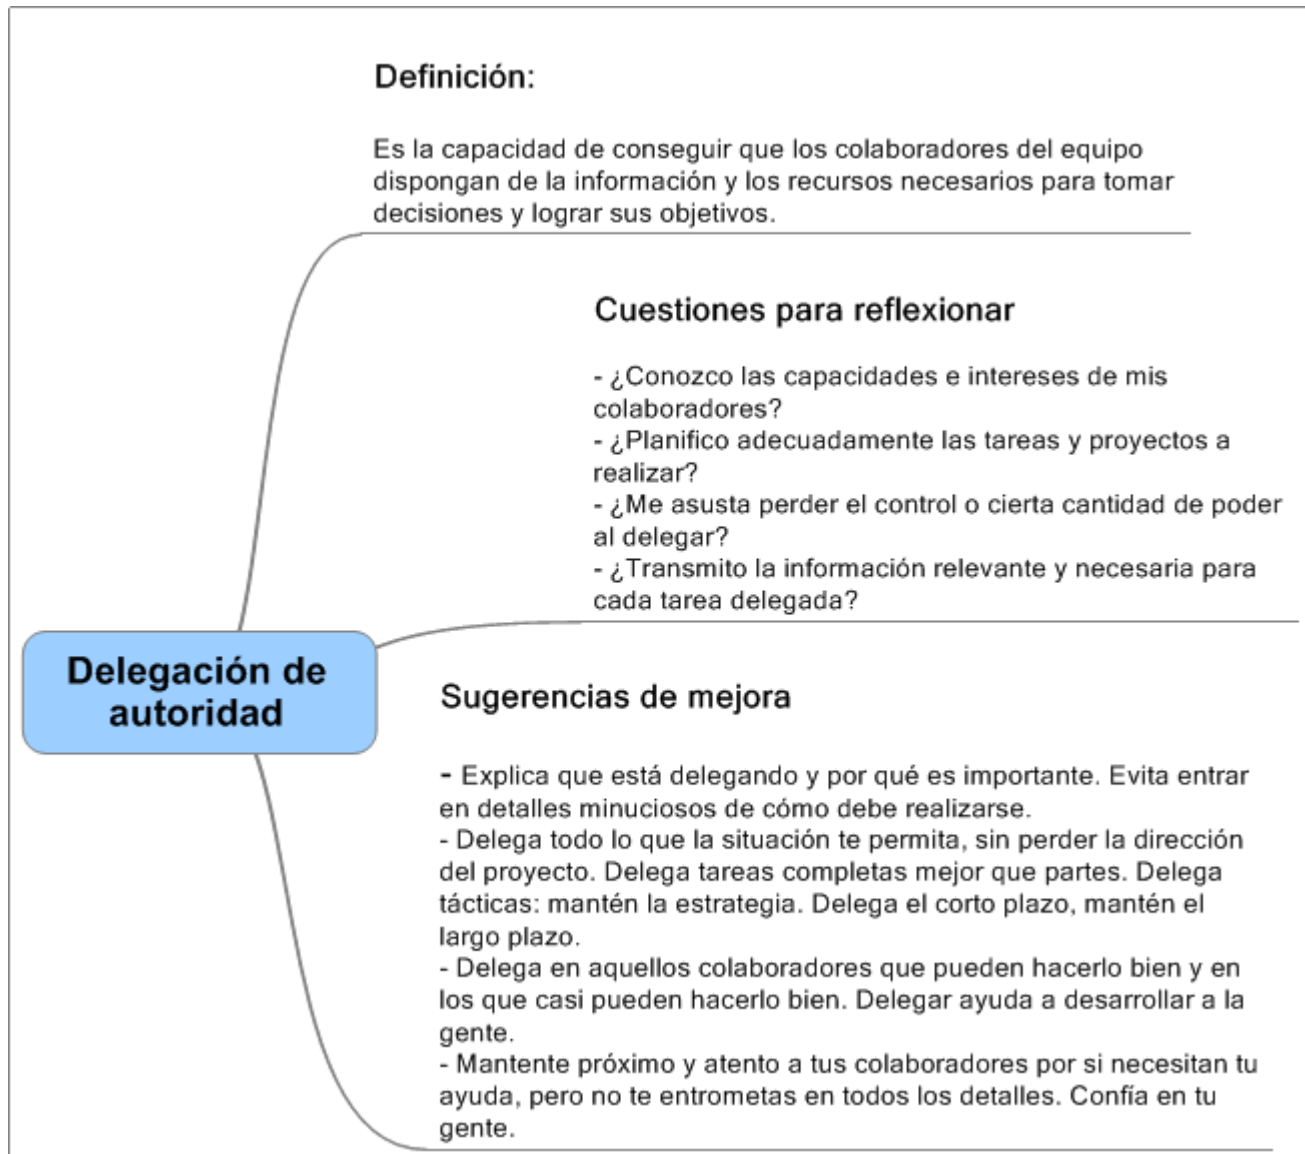 Definición:
Es la capacidad de conseguir que los colaboradores del equipo
dispongan de la información y los recursos necesarios para tomar
decisiones y lograr sus objetivos.
Cuestiones para reflexionar
- ¿Conozco las capacidades e intereses de mis
colaboradores?
- ¿Planifico adecuadamente las tareas y proyectos a
realizar?
- ¿Me asusta perder el control o cierta cantidad de poder
al delegar?
- ¿Transmito la información relevante y necesaria para
cada tarea delegada?
Delegación de
autoridad
Sugerencias de mejora
- Explica que está delegando y por qué es importante. Evita entrar
en detalles minuciosos de cómo debe realizarse.
- Delega todo lo que la situación te permita, sin perder la dirección
del proyecto. Delega tareas completas mejor que partes. Delega
tácticas: mantén la estrategia. Delega el corto plazo, mantén el
largo plazo.
- Delega en aquellos colaboradores que pueden hacerlo bien y en
los que casi pueden hacerlo bien. Delegar ayuda a desarrollar a la
gente.
- Mantente próximo y atento a tus colaboradores por si necesitan tu
ayuda, pero no te entrometas en todos los detalles. Confía en tu
gente.